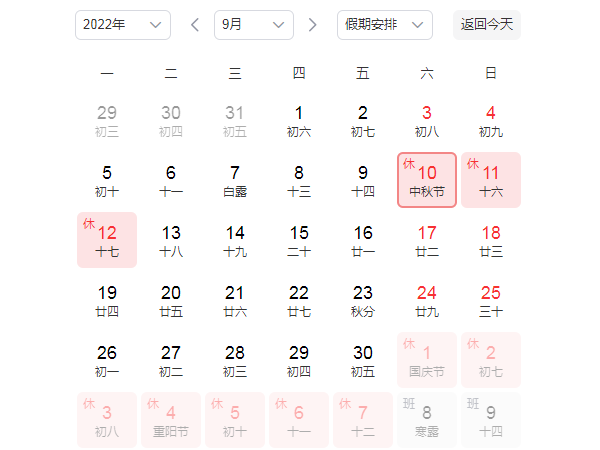 2022年 9月 假期安排 返回今天
一 二 三 四 五 六 日
29 30 31 1 2 3 4
初三 初四 初五 初六 初七 初八 初九
休 休
5 6 7 8 9 10 11
初十 十一 白露 十三 十四 中秋节 十六
休
12 13 14 15 16 17 18
十七 十八 十九 二十 廿一 廿二 廿三
19 20 21 22 23 24 25
廿四 廿五 廿六 廿七 秋分 廿九 三十
休 休
26 27 28 29 30 1 2
初一 初二 初三 初四 初五 国庆节 初七
休 休 休 休 休 班 班
3 4 5 6 7 8 9
初八 重阳节 初十 十一 十二 寒露 十四